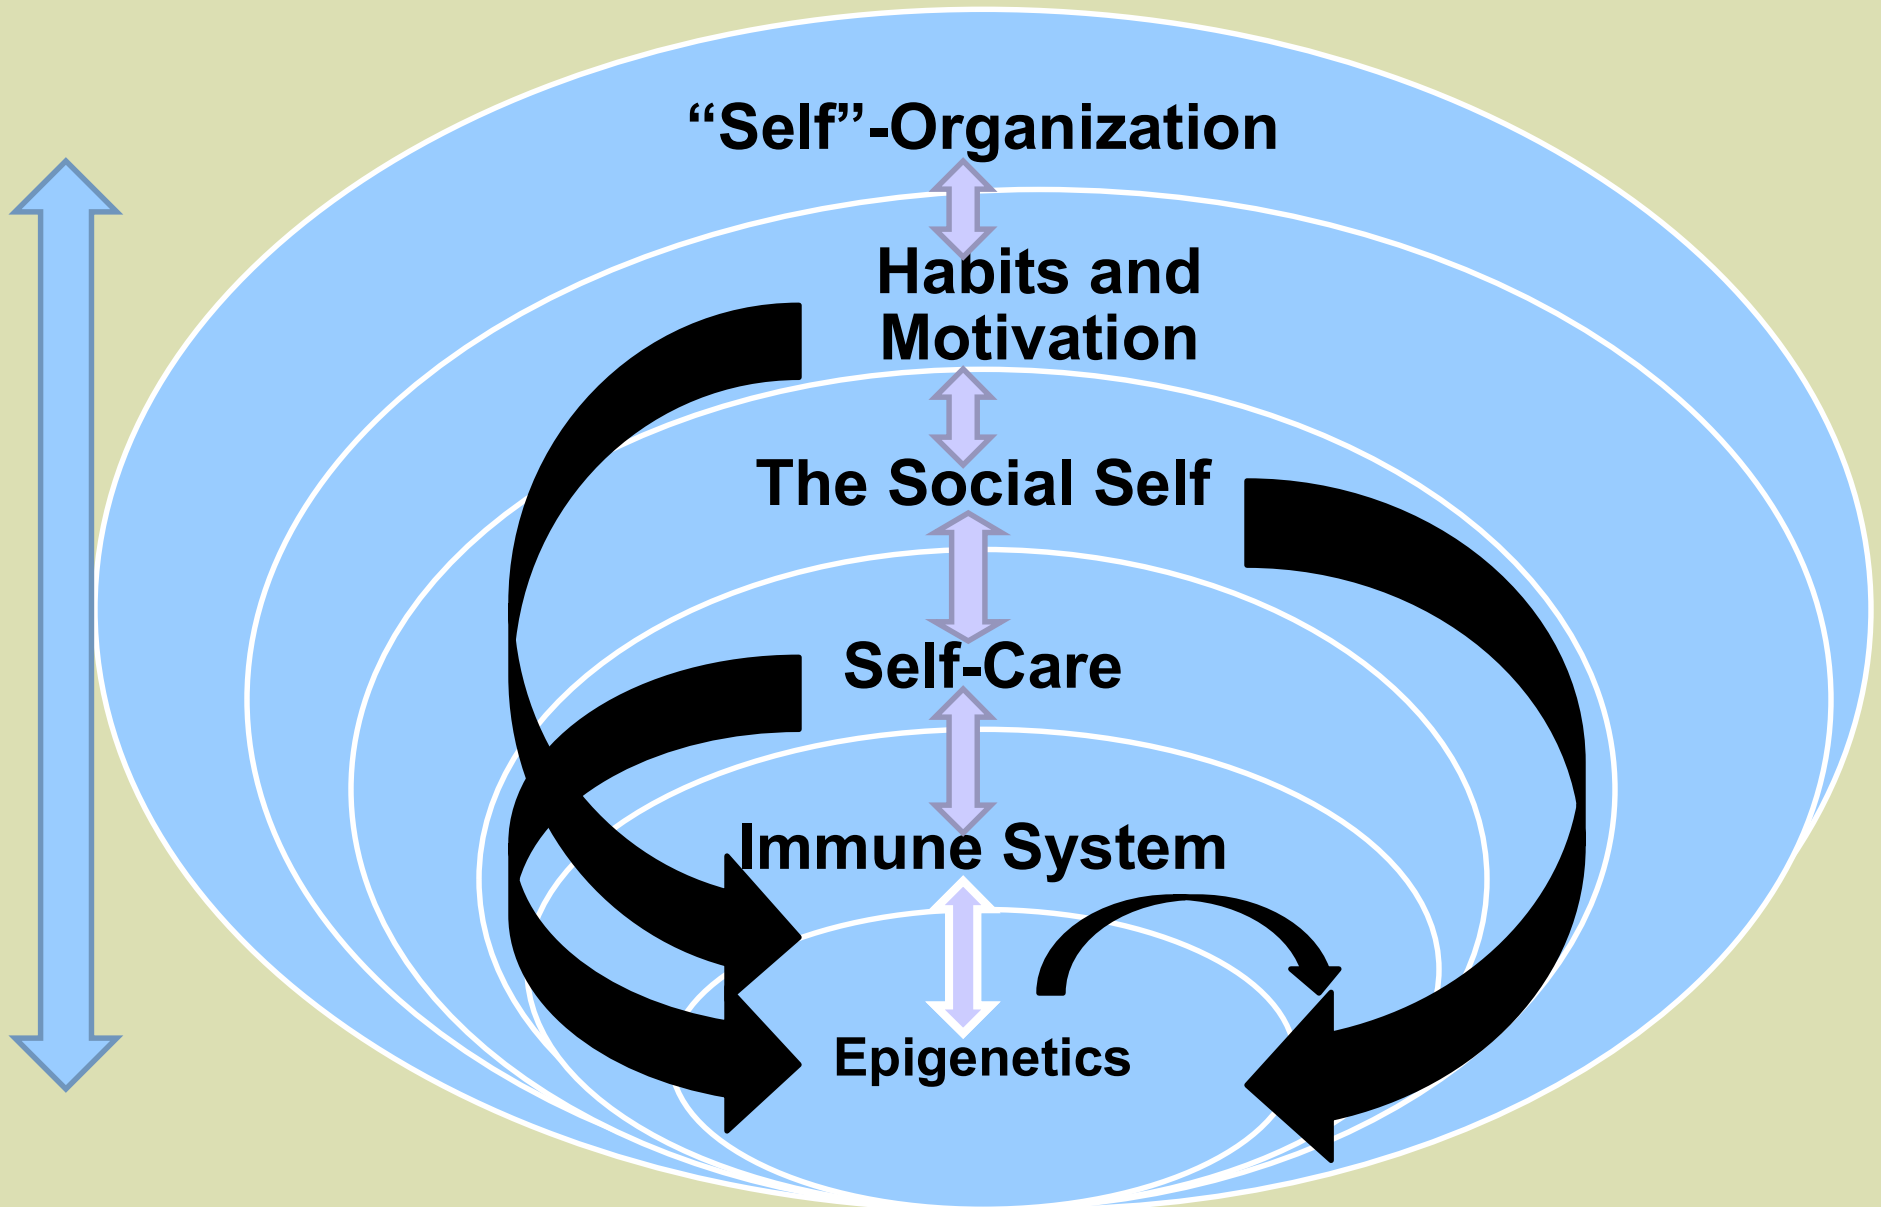 “Self”-Organization
Habits and
Motivation
The Social Self
Self-Care
Immune System
Epigenetics